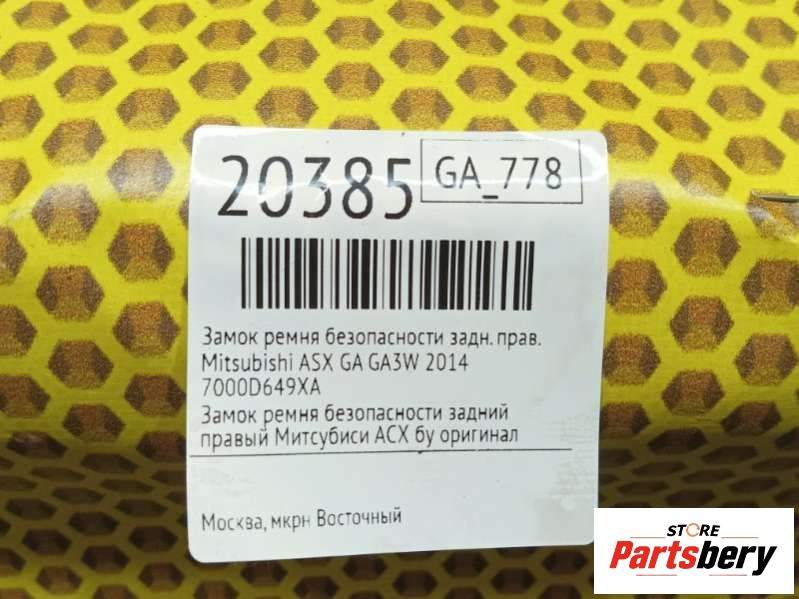 20385
GA_778
Замок ремня безопасности задн. прав.
Mitsubishi ASX GA GA3W 2014
7000D649XA
Замок ремня безопасности задний
правый Митсубиси АСХ бу оригинал
Москва, мкрн Восточный
STORE
Partsbery